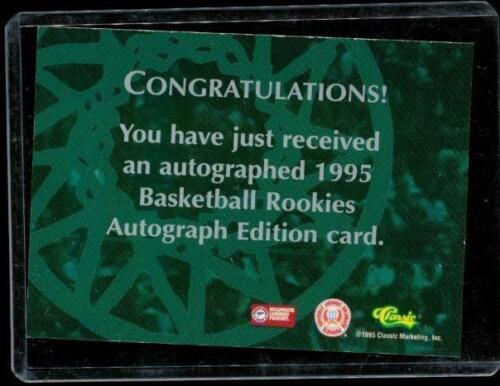 CONGRATULATIONS!
You have just received
an autographed 1995
Basketball Rookies
Autograph Edition card.
Classic
©1995 Classic Marketing, Inc.